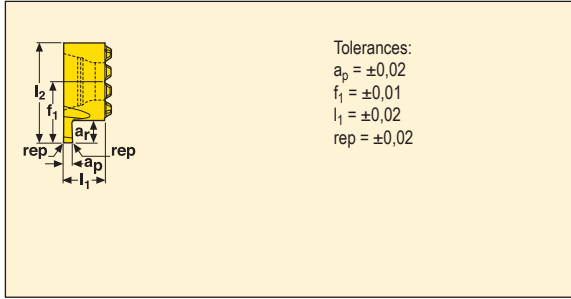 Tolerances:
aₚ = ±0,02
f₁ = ±0,01
l₁ = ±0,02
rep = ±0,02
l₂
f₁
aᵣ
rep
rep
aₚ
l₁